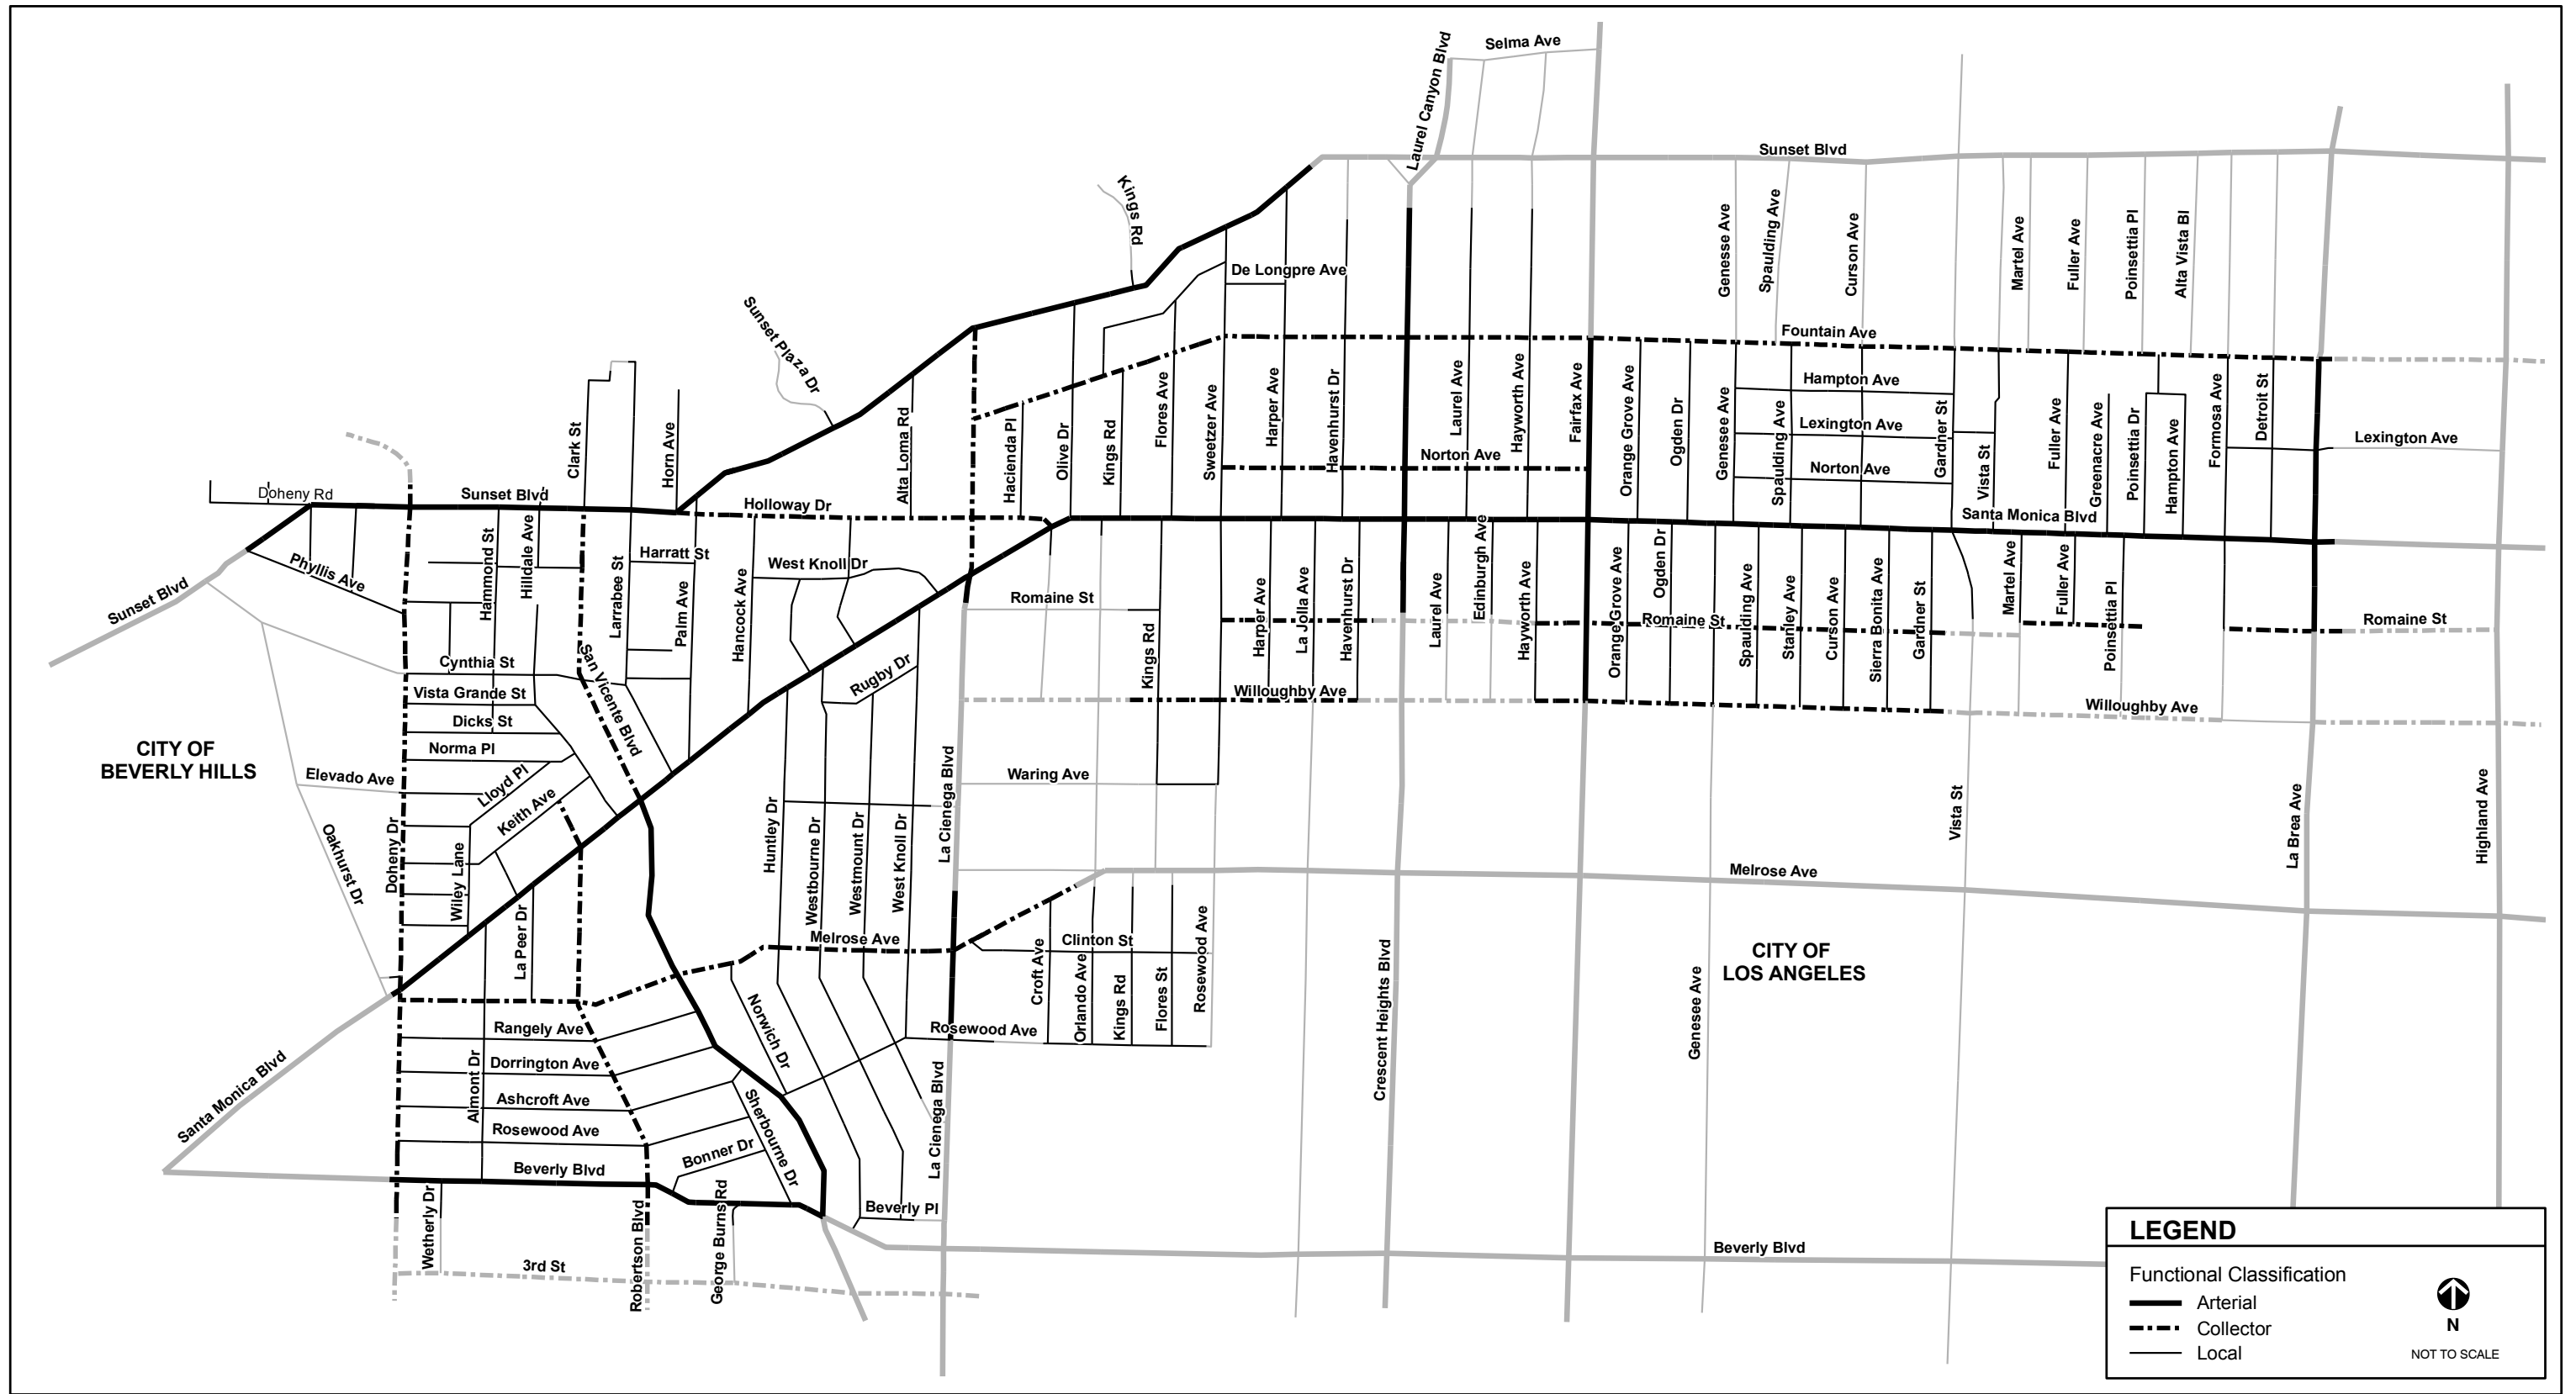 Laurel Canyon Blvd
Selma Ave
Sunset Blvd
Kings Rd
Genesse Ave
Spaulding Ave
Curson Ave
Martel Ave
Fuller Ave
Poinsettia Pl
Alta Vista Bl
De Longpre Ave
Sunset Plaza Dr
Fountain Ave
Clark St
Horn Ave
Alta Loma Rd
Hacienda Pl
Olive Dr
Kings Rd
Flores Ave
Sweetzer Ave
Harper Ave
Havenhurst Dr
Laurel Ave
Hayworth Ave
Fairfax Ave
Orange Grove Ave
Ogden Dr
Genesee Ave
Hampton Ave
Lexington Ave
Norton Ave
Spaulding Ave
Gardner St
Vista St
Fuller Ave
Greenacre Ave
Poinsettia Dr
Hampton Ave
Formosa Ave
Detroit St
Lexington Ave
Norton Ave
Doheny Rd
Sunset Blvd
Holloway Dr
Santa Monica Blvd
Phyllis Ave
Sunset Blvd
Hammond St
Hilldale Ave
Larrabee St
Harratt St
Palm Ave
Hancock Ave
West Knoll Dr
Romaine St
Kings Rd
Harper Ave
La Jolla Ave
Havenhurst Dr
Laurel Ave
Edinburgh Ave
Hayworth Ave
Orange Grove Ave
Ogden Dr
Romaine St
Spaulding Ave
Stanley Ave
Curson Ave
Sierra Bonita Ave
Gardner St
Martel Ave
Fuller Ave
Poinsettia Pl
Romaine St
Cynthia St
San Vicente Blvd
Rugby Dr
Vista Grande St
Willoughby Ave
Willoughby Ave
Dicks St
Norma Pl
CITY OF
BEVERLY HILLS
Elevado Ave
Lloyd Pl
Keith Ave
Waring Ave
Oakhurst Dr
Doheny Dr
Wiley Lane
La Peer Dr
Huntley Dr
Westbourne Dr
Westmount Dr
West Knoll Dr
La Cienega Blvd
Vista St
La Brea Ave
Highland Ave
Melrose Ave
Melrose Ave
Clinton St
Croft Ave
Orlando Ave
Kings Rd
Flores St
Rosewood Ave
Crescent Heights Blvd
Genesee Ave
CITY OF
LOS ANGELES
Rangely Ave
Norwich Dr
Rosewood Ave
Dorrington Ave
Almont Dr
Santa Monica Blvd
Ashcroft Ave
Sherbourne Dr
La Cienega Blvd
Rosewood Ave
Bonner Dr
Beverly Blvd
Wetherly Dr
Robertson Blvd
George Burns Rd
Beverly Pl
3rd St
Beverly Blvd
LEGEND
Functional Classification
Arterial
Collector
Local
N
NOT TO SCALE